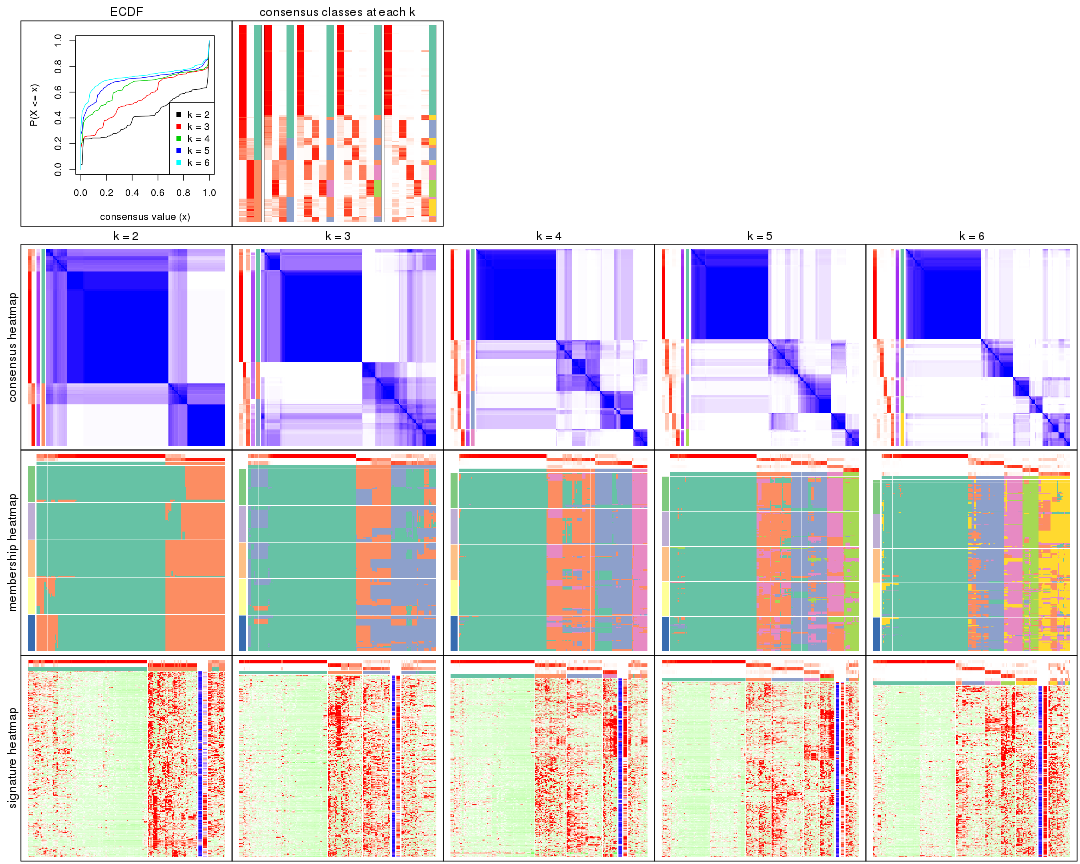 ECDF
consensus classes at each k
P(X <= x)
1.0
0.8
0.6
0.4
0.2
0.0
k = 2
k = 3
k = 4
k = 5
k = 6
0.0 0.2 0.4 0.6 0.8 1.0
consensus value (x)
k = 2
k = 3
k = 4
k = 5
k = 6
consensus heatmap
membership heatmap
signature heatmap